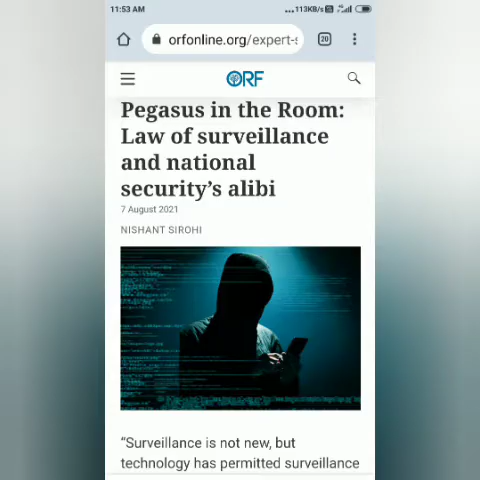 11:53 AM
113KB/s
20
orfonline.org/expert-s
ORF
Pegasus in the Room:
Law of surveillance
and national
security’s alibi
7 August 2021
NISHANT SIROHI
“Surveillance is not new, but
technology has permitted surveillance